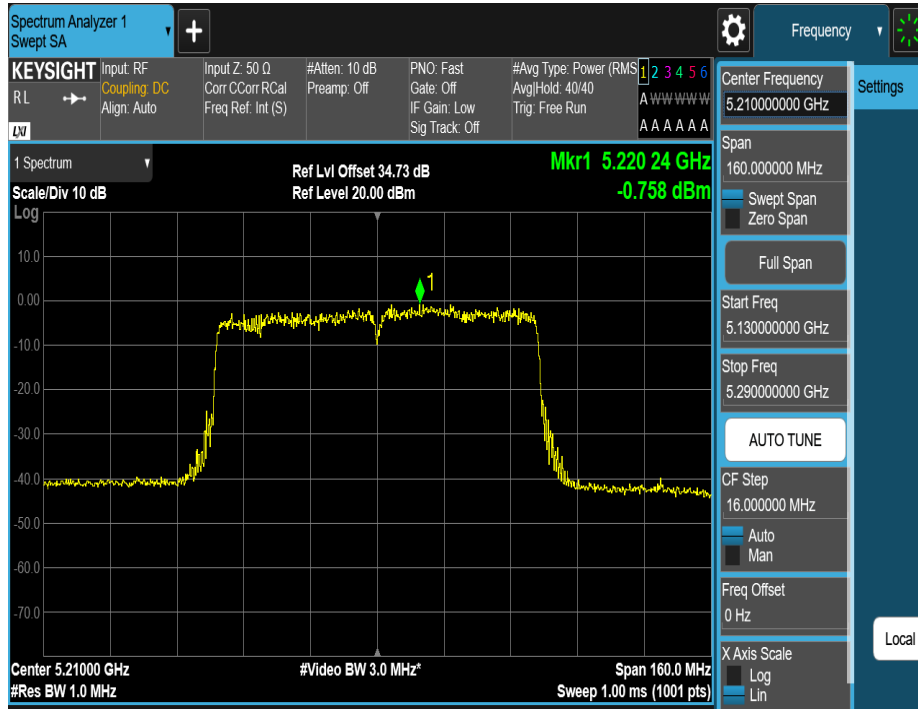 Spectrum Analyzer 1
Swept SA
+
Frequency
KEYSIGHT
R L
LXI
Input: RF
Coupling: DC
Align: Auto
Input Z: 50 Ω
Corr CCorr RCal
Freq Ref: Int (S)
#Atten: 10 dB
Preamp: Off
PNO: Fast
Gate: Off
IF Gain: Low
Sig Track: Off
#Avg Type: Power (RMS
Avg|Hold: 40/40
Trig: Free Run
1 2 3 4 5 6
A W W W W W
A A A A A A
1 Spectrum
Scale/Div 10 dB
Log
Ref Lvl Offset 34.73 dB
Ref Level 20.00 dBm
Mkr1 5.220 24 GHz
-0.758 dBm
1
10.0
0.00
-10.0
-20.0
-30.0
-40.0
-50.0
-60.0
-70.0
Center 5.21000 GHz
#Res BW 1.0 MHz
#Video BW 3.0 MHz*
Span 160.0 MHz
Sweep 1.00 ms (1001 pts)
Center Frequency
5.210000000 GHz
Span
160.000000 MHz
Swept Span
Zero Span
Full Span
Start Freq
5.130000000 GHz
Stop Freq
5.290000000 GHz
AUTO TUNE
CF Step
16.000000 MHz
Auto
Man
Freq Offset
0 Hz
X Axis Scale
Log
Lin
Settings
Local